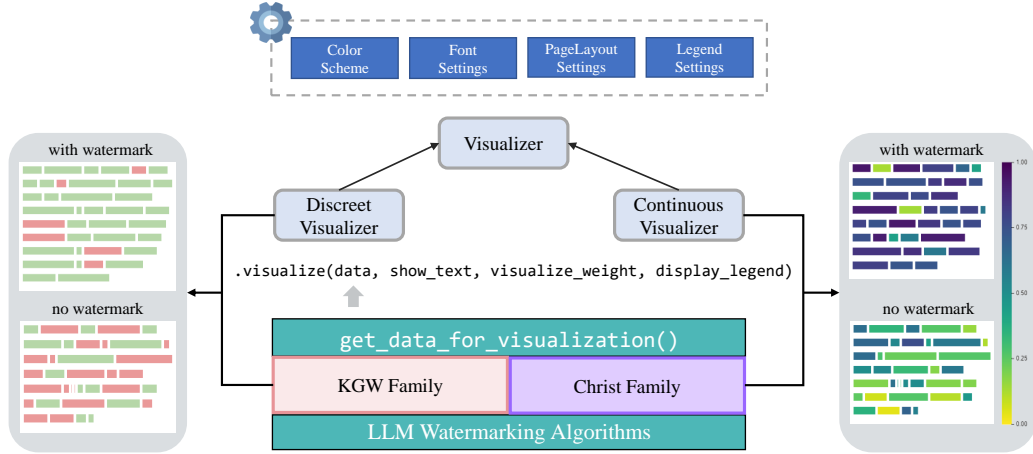 Color
Scheme
Font
Settings
PageLayout
Settings
Legend
Settings
Visualizer
Discreet
Visualizer
Continuous
Visualizer
.visualize(data, show_text, visualize_weight, display_legend)
get_data_for_visualization()
KGW Family
Christ Family
LLM Watermarking Algorithms
with watermark
no watermark
with watermark
no watermark
1.00
0.75
0.50
0.25
0.00